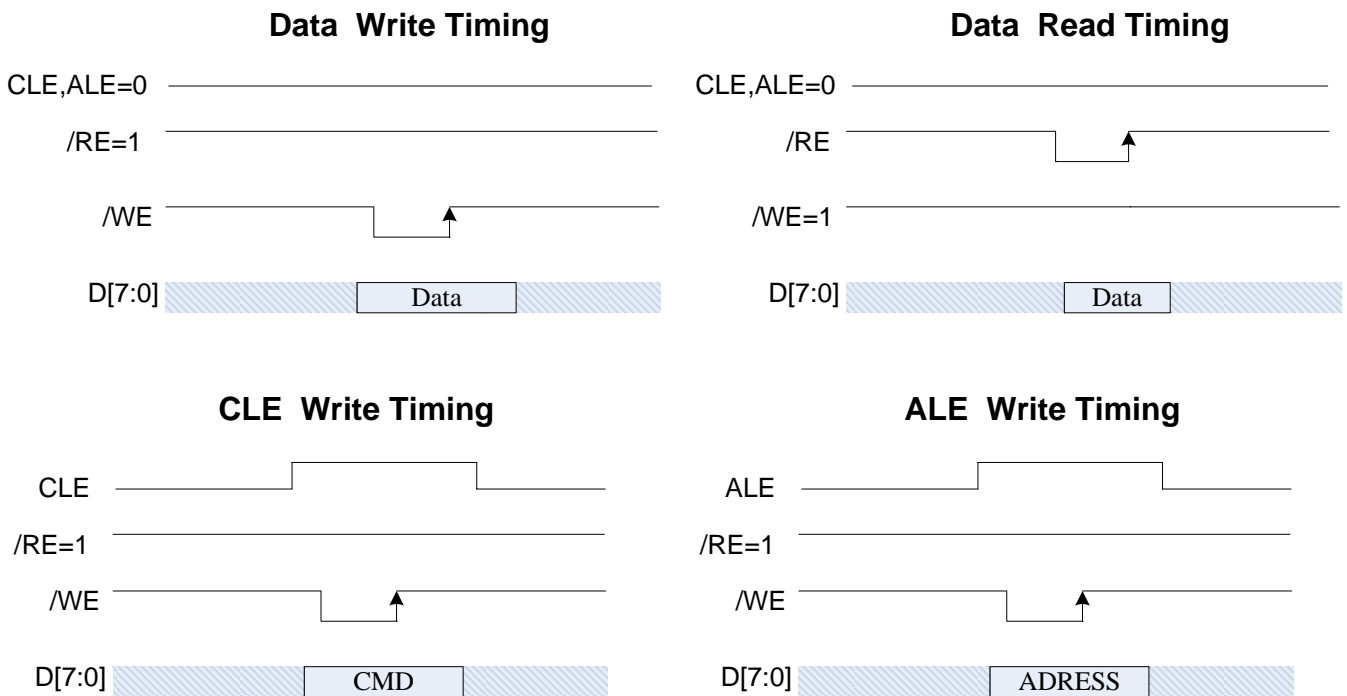 Data Write Timing
CLE,ALE=0
/RE=1
/WE
D[7:0]
Data
Data Read Timing
CLE,ALE=0
/RE
/WE=1
D[7:0]
Data
CLE Write Timing
CLE
/RE=1
/WE
D[7:0]
CMD
ALE Write Timing
ALE
/RE=1
/WE
D[7:0]
ADRESS